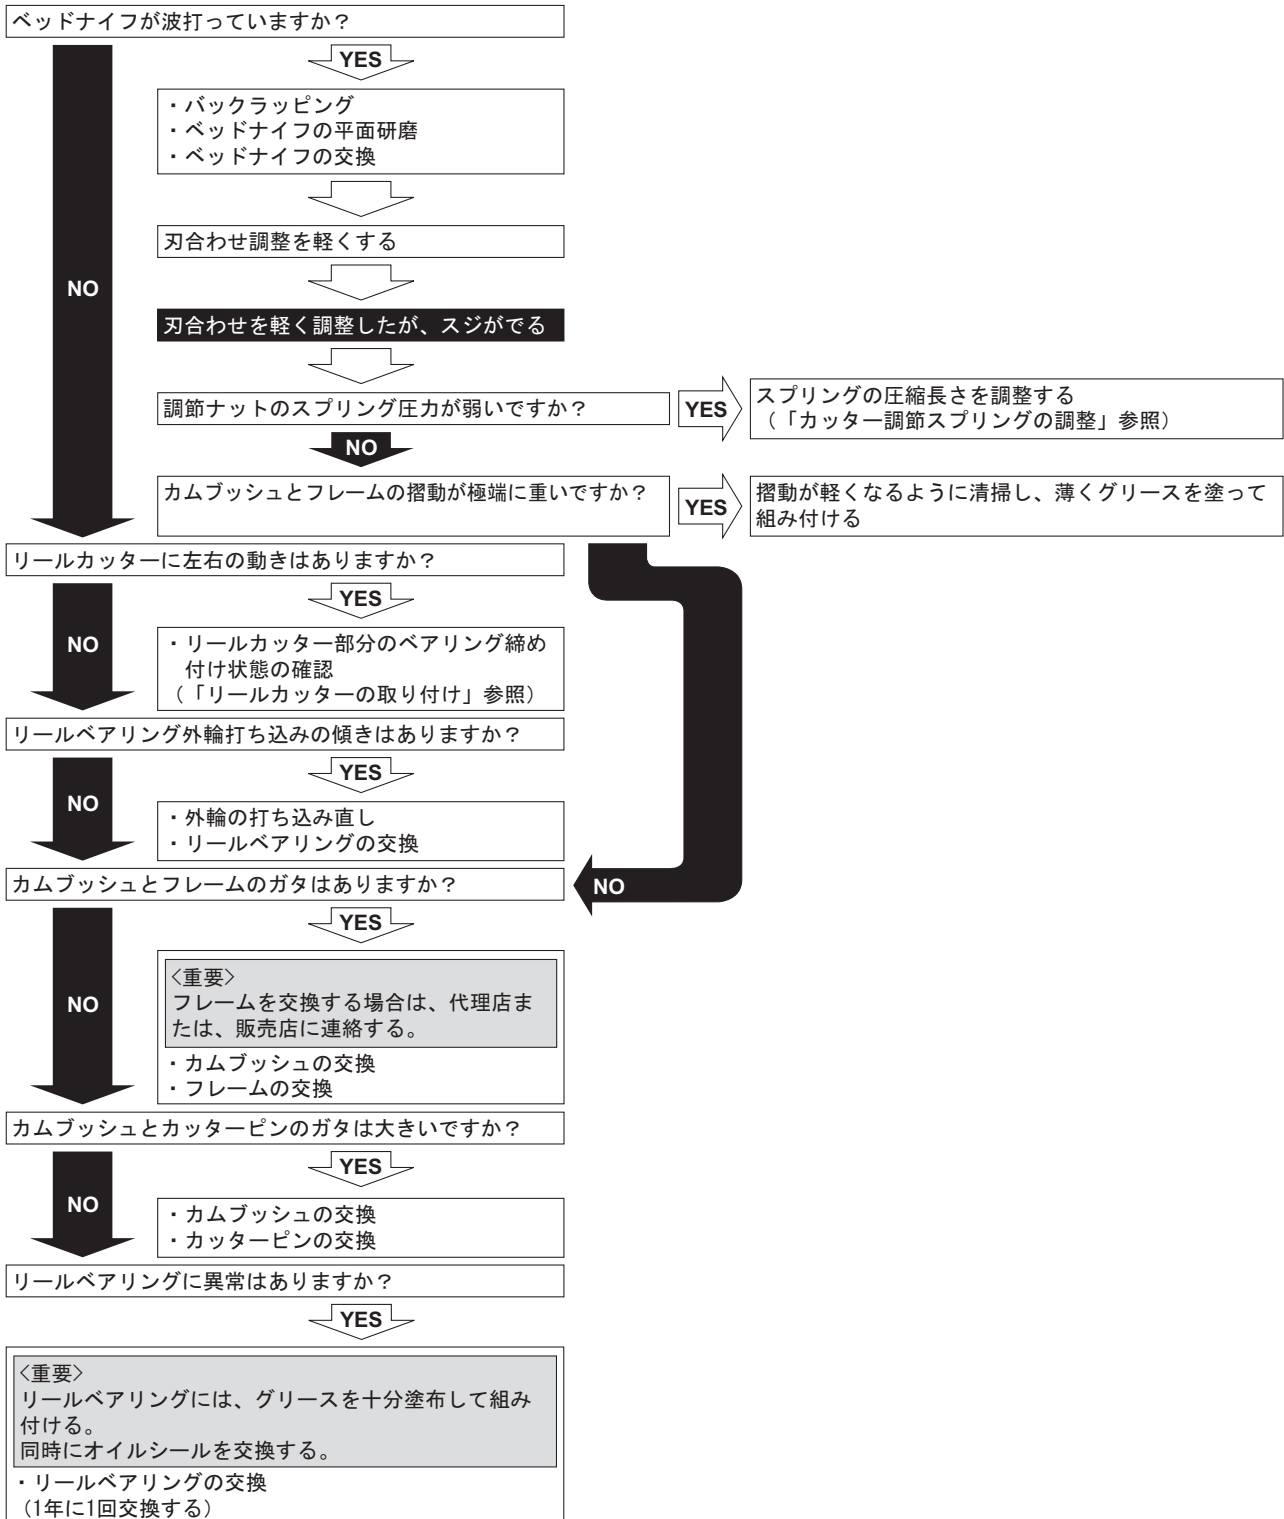 ベッドナイフが波打っていますか？
YES
・バックラッピング
・ベッドナイフの平面研磨
・ベッドナイフの交換
刃合わせ調整を軽くする
NO
刃合わせを軽く調整したが、スジがでる
調節ナットのスプリング圧力が弱いですか？
YES
スプリングの圧縮長さを調整する
（「カッター調節スプリングの調整」参照）
NO
カムブッシュとフレームの摺動が極端に重いですか？
YES
摺動が軽くなるように清掃し、薄くグリースを塗って
組み付ける
リールカッターに左右の動きはありますか？
YES
NO
・リールカッター部分のベアリング締め
付け状態の確認
（「リールカッターの取り付け」参照）
リールベアリング外輪打ち込みの傾きはありますか？
YES
NO
・外輪の打ち込み直し
・リールベアリングの交換
カムブッシュとフレームのガタはありますか？
NO
YES
NO
〈重要〉
フレームを交換する場合は、代理店ま
たは、販売店に連絡する。
・カムブッシュの交換
・フレームの交換
カムブッシュとカッターピンのガタは大きいですか？
YES
NO
・カムブッシュの交換
・カッターピンの交換
リールベアリングに異常はありますか？
YES
〈重要〉
リールベアリングには、グリースを十分塗布して組み
付ける。
同時にオイルシールを交換する。
・リールベアリングの交換
（1年に1回交換する）